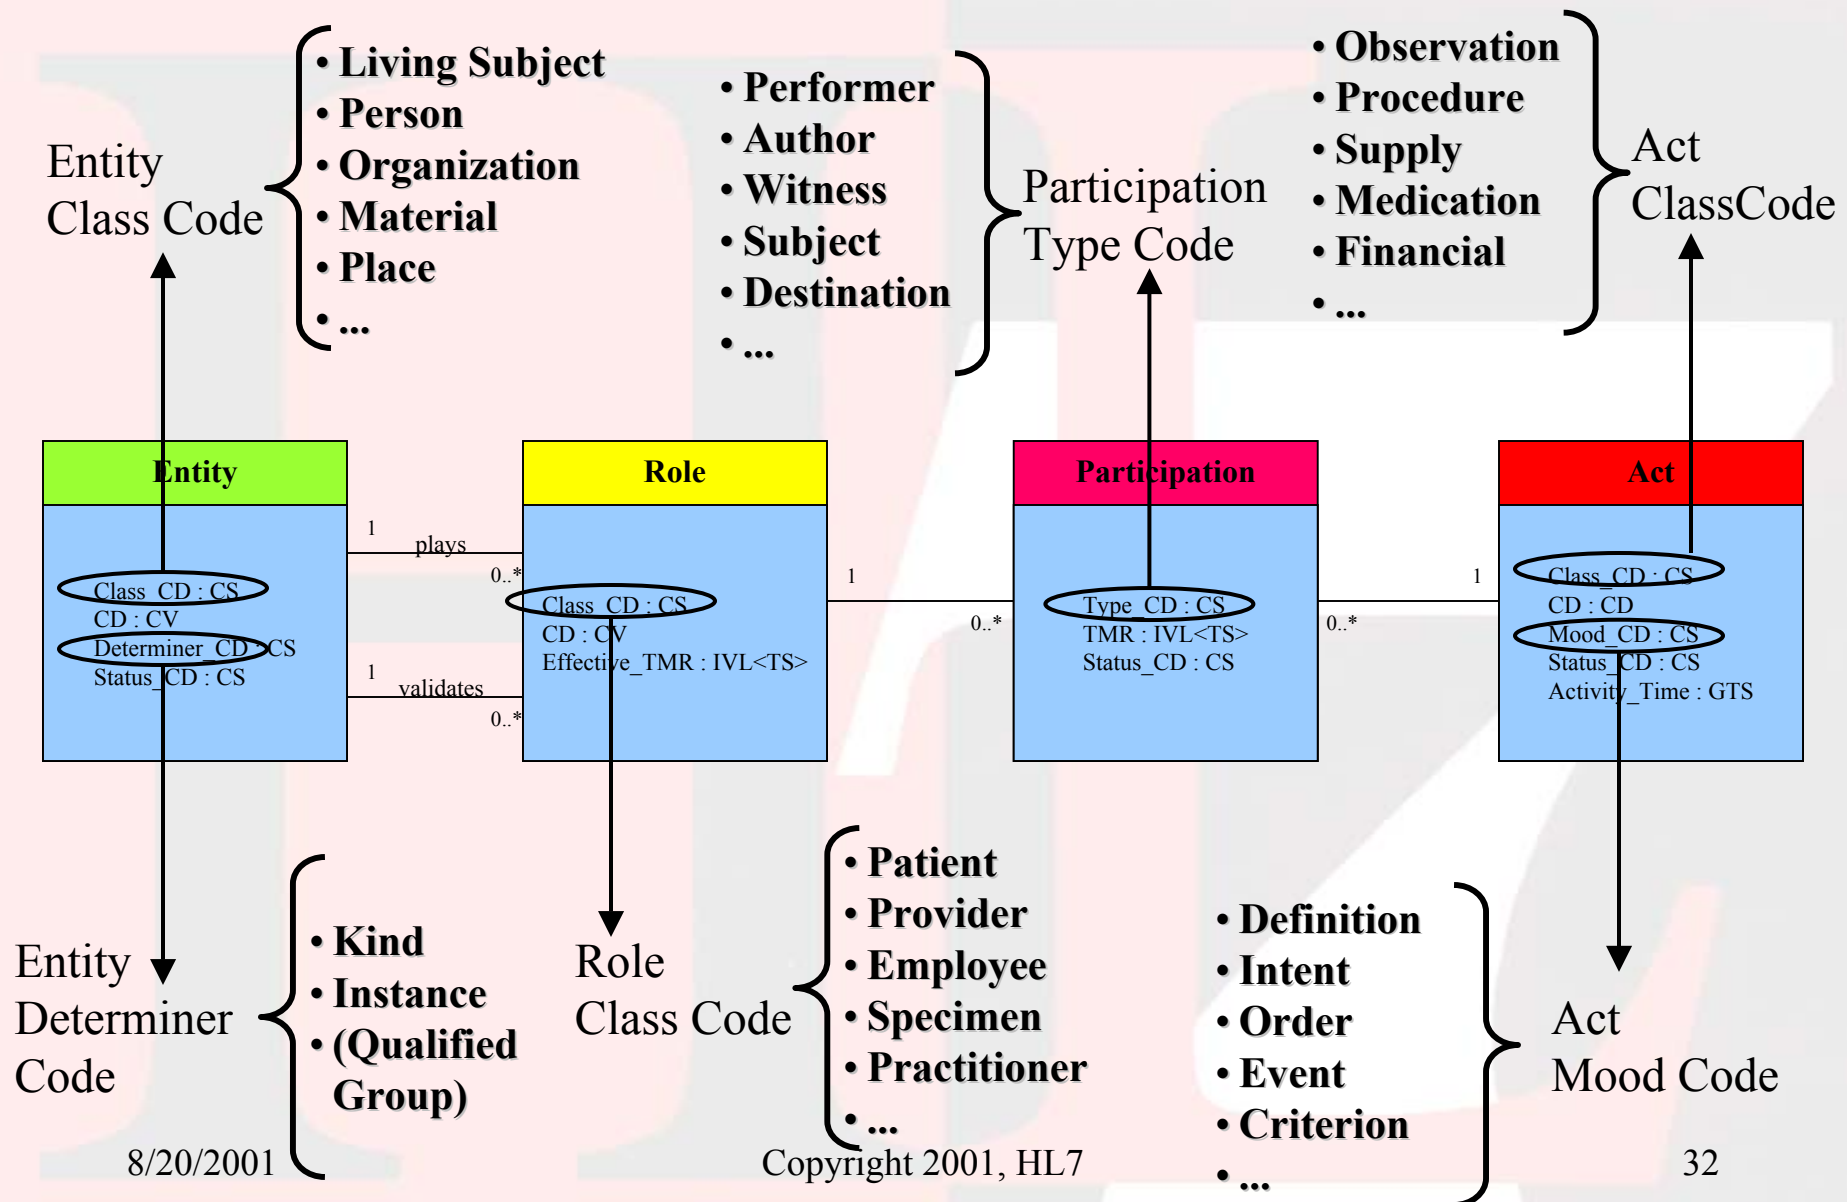 Entity
Class Code
• Living Subject
• Person
• Organization
• Material
• Place
• ...
• Performer
• Author
• Witness
• Subject
• Destination
• ...
Participation
Type Code
• Observation
• Procedure
• Supply
• Medication
• Financial
• ...
Act
ClassCode
Entity
Class_CD : CS
CD : CV
Determiner_CD : CS
Status_CD : CS
1
plays
0..*
1
validates
0..*
Role
Class_CD : CS
CD : CV
Effective_TMR : IVL<TS>
1
0..*
Participation
Type_CD : CS
TMR : IVL<TS>
Status_CD : CS
1
0..*
Act
Class_CD : CS
CD : CD
Mood_CD : CS
Status_CD : CS
Activity_Time : GTS
Entity
Determiner
Code
• Kind
• Instance
• (Qualified
Group)
Role
Class Code
• Patient
• Provider
• Employee
• Specimen
• Practitioner
• ...
• Definition
• Intent
• Order
• Event
• Criterion
• ...
Act
Mood Code
8/20/2001
Copyright 2001, HL7
32